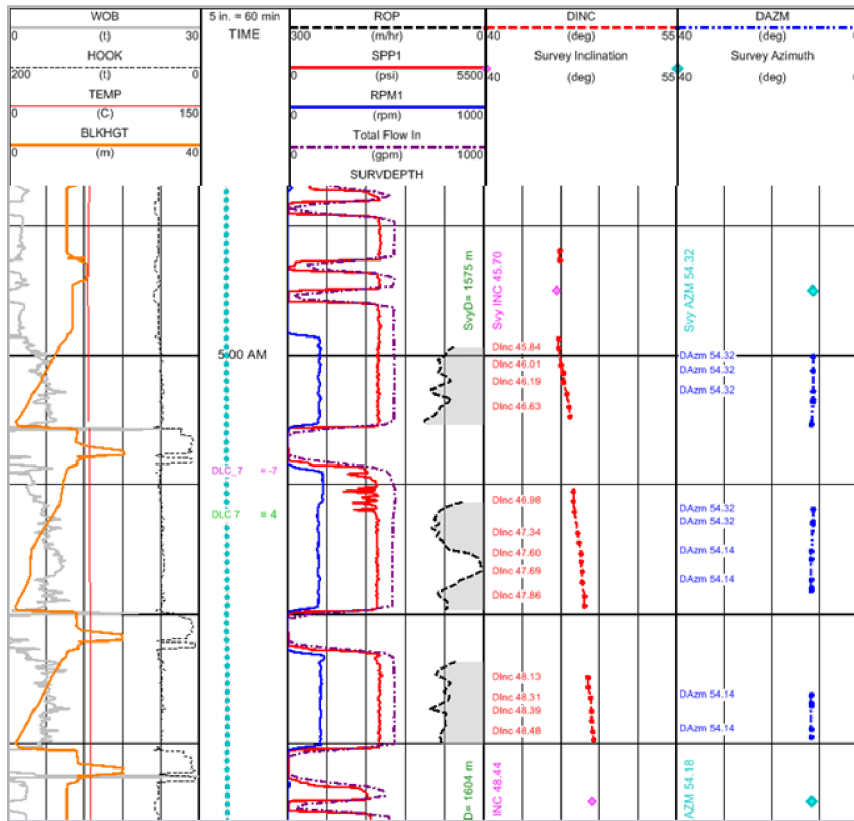 WOB
0 (t) 30
HOOK
200 (t) 0
TEMP
0 (C) 150
BLKHGT
0 (m) 40
5 in. = 60 min
TIME
ROP
300 (m/hr) 0
SPP1
0 (psi) 5500
RPM1
0 (rpm) 1000
Total Flow In
0 (gpm) 1000
SURVDEPTH
DINC
40 (deg) 55
Survey Inclination
40 (deg) 55
DAZM
40 (deg)
Survey Azimuth
40 (deg)
SvyD= 1575 m
Svy INC 45.70
Svy AZM 54.32
5:00 AM
DInc 45.84
DInc 46.01
DInc 46.19
DInc 46.63
DAzm 54.32
DAzm 54.32
DAzm 54.32
DLC_7 = -7
DLC 7 = 4
DInc 46.98
DInc 47.34
DInc 47.60
DInc 47.69
DInc 47.86
DAzm 54.32
DAzm 54.32
DAzm 54.14
DAzm 54.14
DInc 48.13
DInc 48.31
DInc 48.39
DInc 48.48
DAzm 54.14
DAzm 54.14
D= 1604 m
INC 48.44
AZM 54.18